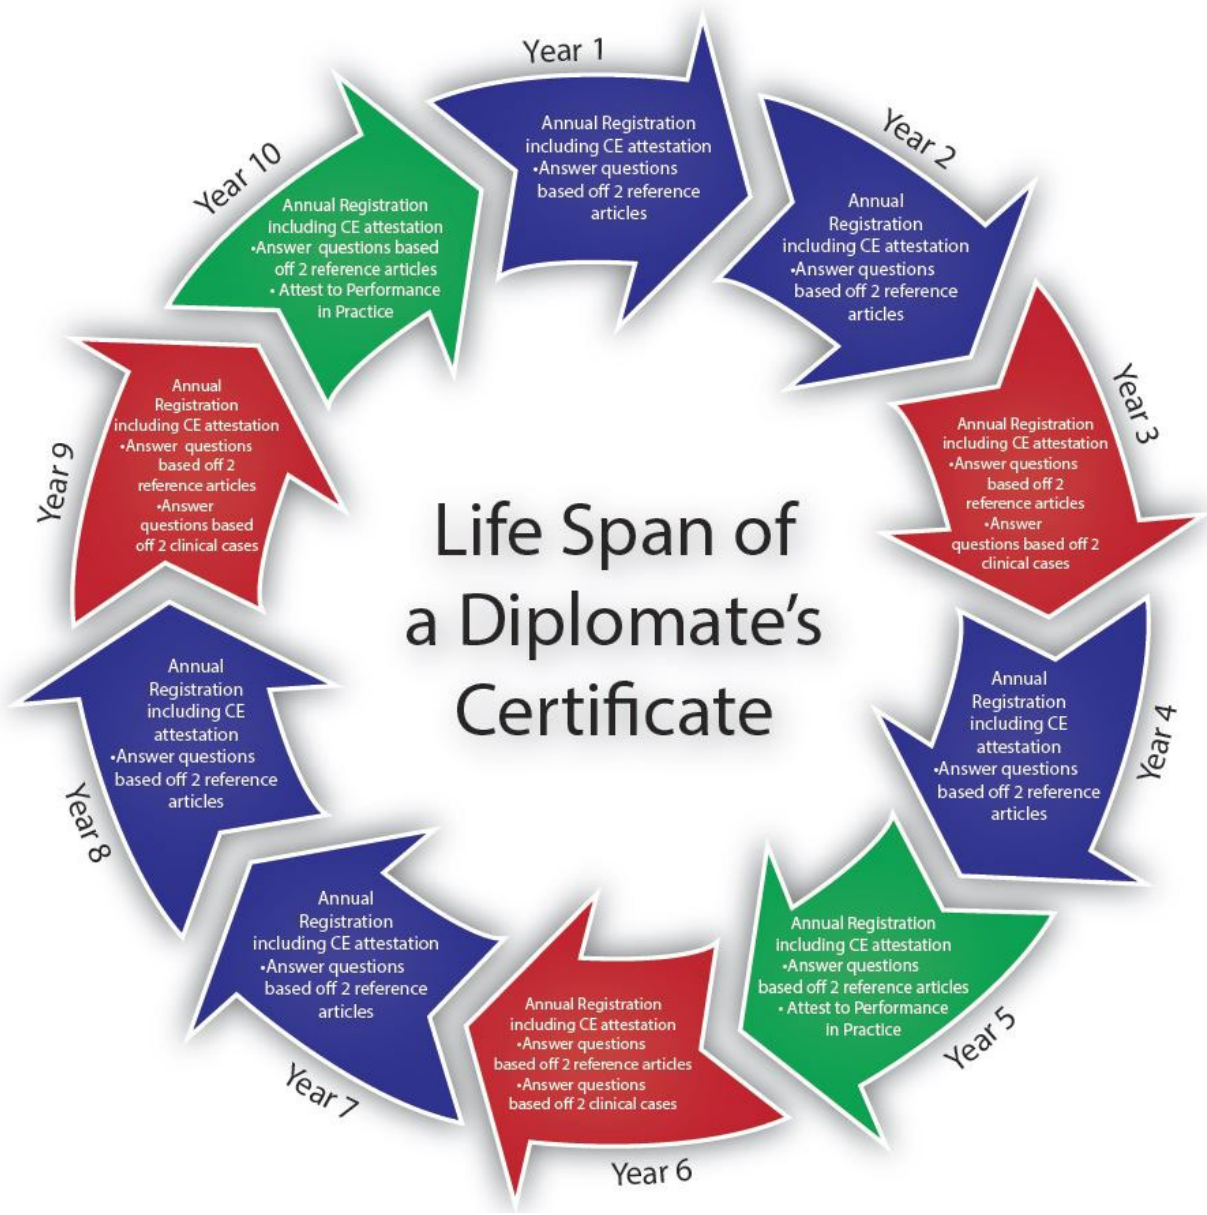 Life Span of
a Diplomate's
Certificate
Year 1
Annual Registration
including CE attestation
•Answer questions
based off 2 reference
articles
Year 2
Annual
Registration
including CE attestation
•Answer questions
based off 2 reference
articles
Year 3
Annual Registration
including CE attestation
•Answer questions
based off 2
reference articles
•Answer
questions based off 2
clinical cases
Year 4
Annual
Registration
including CE
attestation
•Answer questions
based off 2 reference
articles
Year 5
Annual Registration
including CE attestation
•Answer questions
based off 2 reference articles
• Attest to Performance
in Practice
Year 6
Annual Registration
including CE attestation
•Answer questions
based off 2 reference articles
•Answer questions
based off 2 clinical cases
Year 7
Annual
Registration
including CE attestation
•Answer questions
based off 2 reference
articles
Year 8
Annual
Registration
including CE
attestation
•Answer questions
based off 2 reference
articles
Year 9
Annual
Registration
including CE attestation
•Answer questions
based off 2
reference articles
•Answer
questions based
off 2 clinical cases
Year 10
Annual Registration
including CE attestation
•Answer questions based
off 2 reference articles
• Attest to Performance
in Practice